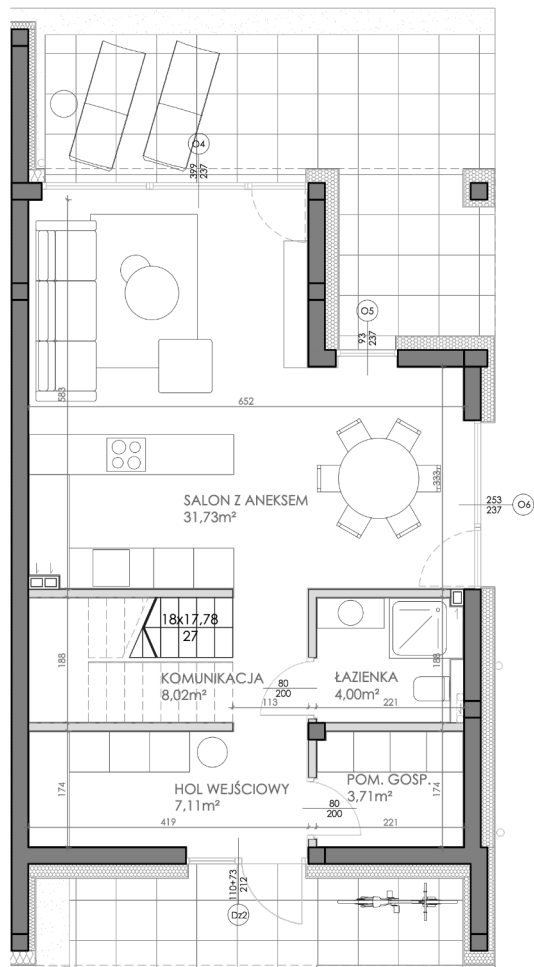 O4
399
237
O5
93
237
583
652
333
253
237
O6
SALON Z ANEKSEM
31,73m²
18x17,78
27
188
KOMUNIKACJA
8,02m²
80
200
113
ŁAZIENKA
4,00m²
188
221
174
HOL WEJŚCIOWY
7,11m²
POM. GOSP.
3,71m²
174
80
200
419
221
110+73
212
Dz2